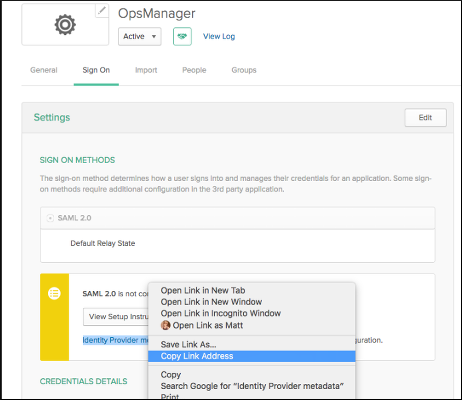 OpsManager
Active
View Log
General Sign On Import People Groups
Settings
Edit
SIGN ON METHODS
The sign-on method determines how a user signs into and manages their credentials for an application. Some sign-
on methods require additional configuration in the 3rd party application.
SAML 2.0
Default Relay State
SAML 2.0 is not con
View Setup Instru
Identity Provider me
guration.
Open Link in New Tab
Open Link in New Window
Open Link in Incognito Window
Open Link as Matt
Save Link As...
Copy Link Address
Copy
Search Google for “Identity Provider metadata”
Print
CREDENTIALS DETAILS